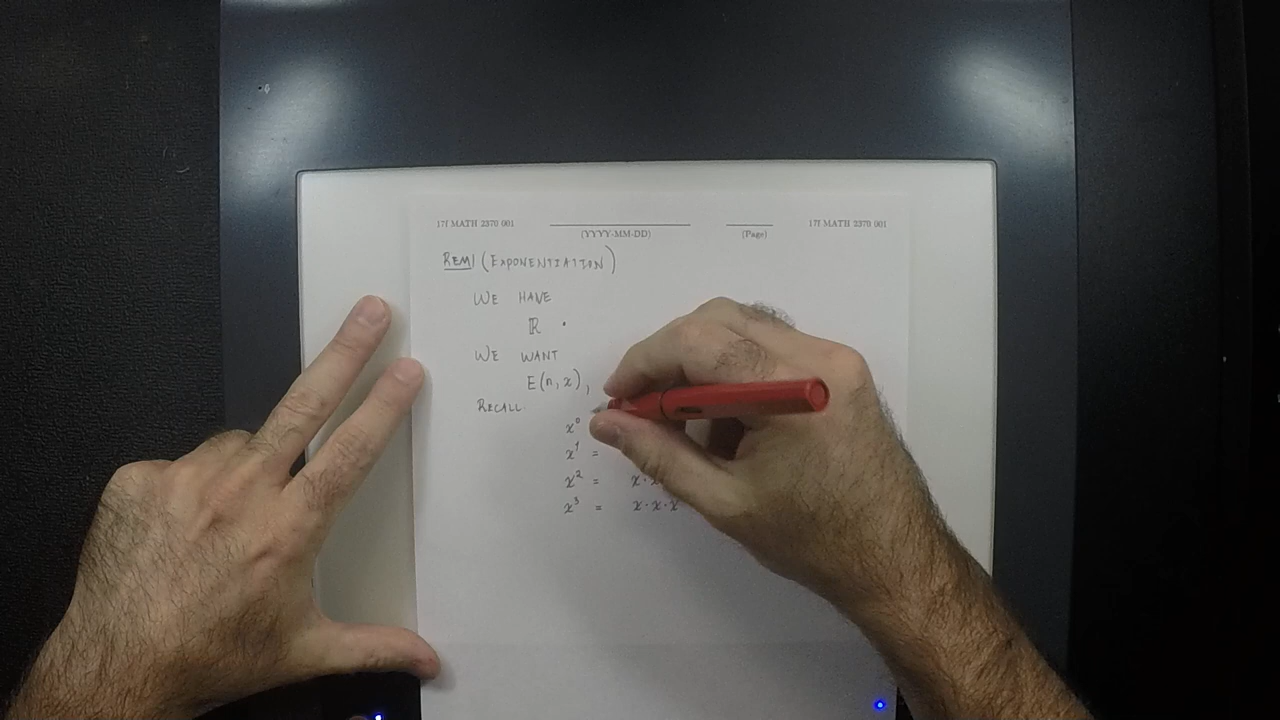 17f MATH 2370 001 (YYYY-MM-DD) (Page) 17f MATH 2370 001
REM (EXPONENTIATION)
WE HAVE
ℝ ·
WE WANT
E(n, x),
RECALL:
x⁰
x¹ =
x² = x·x
x³ = x·x·x